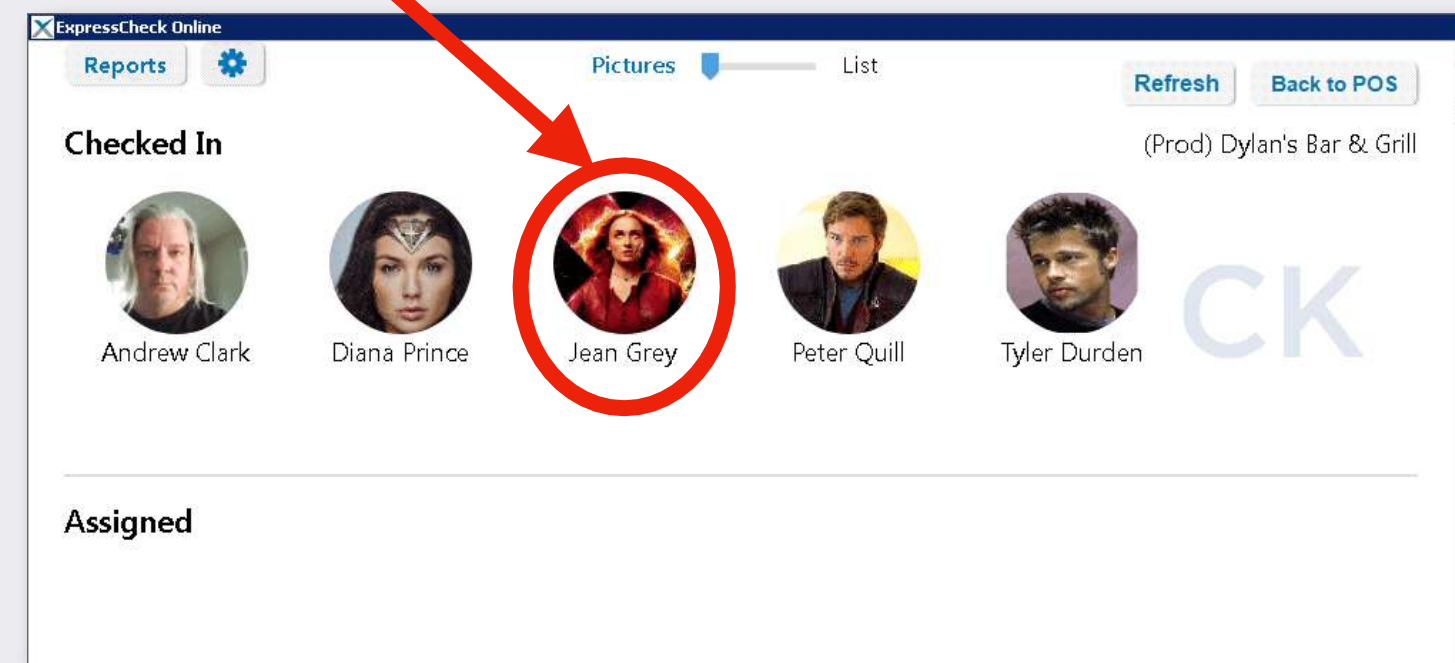 ExpressCheck Online
Reports
Pictures List
Refresh Back to POS
Checked In
(Prod) Dylan's Bar & Grill
CK
Andrew Clark Diana Prince Jean Grey Peter Quill Tyler Durden
Assigned